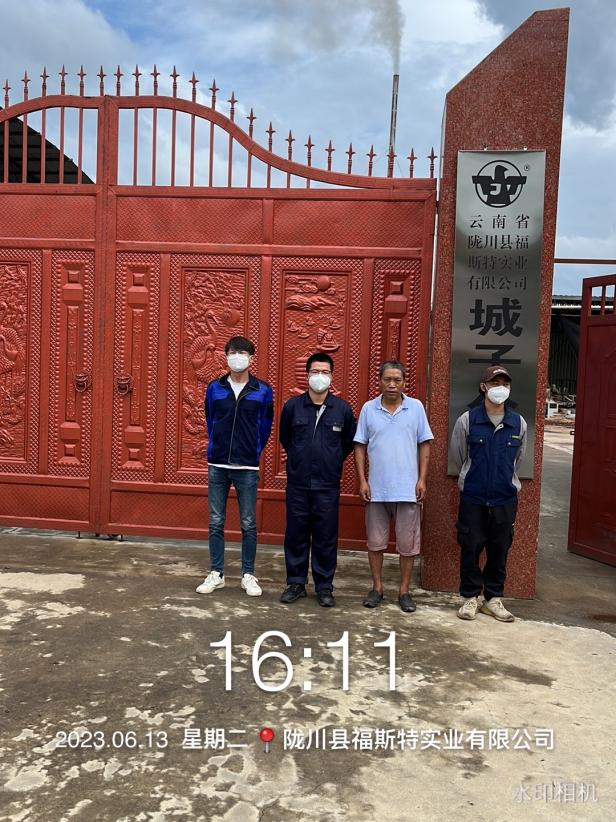 云南省
陇川县福
斯特实业
有限公司
城子
16:11
2023.06.13 星期二 陇川县福斯特实业有限公司
水印相机